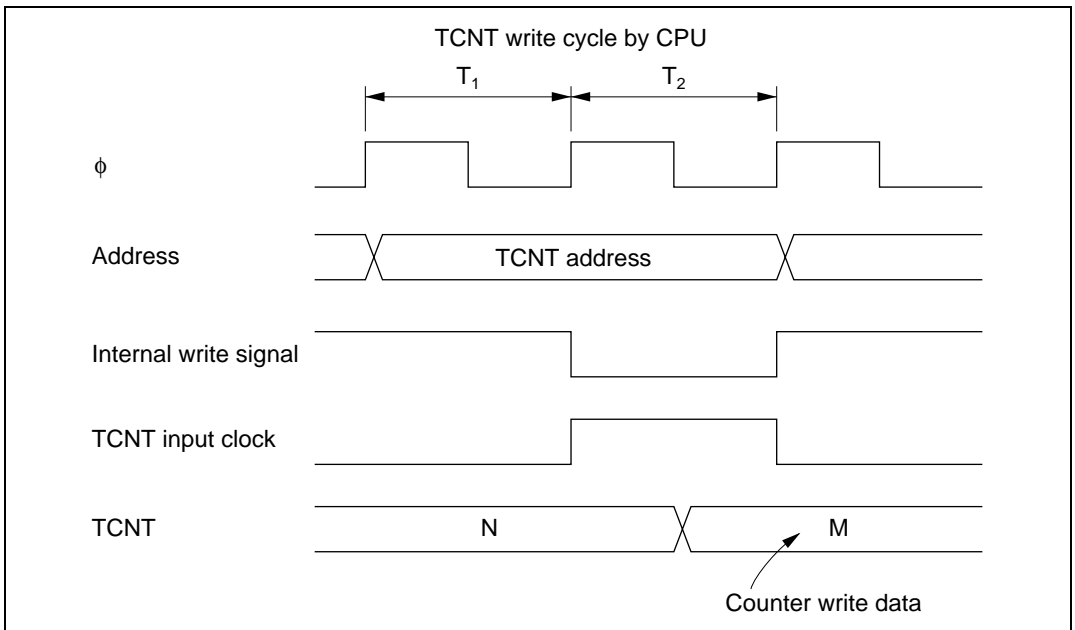 TCNT write cycle by CPU
T1 T2
ϕ
Address TCNT address
Internal write signal
TCNT input clock
TCNT N M
Counter write data